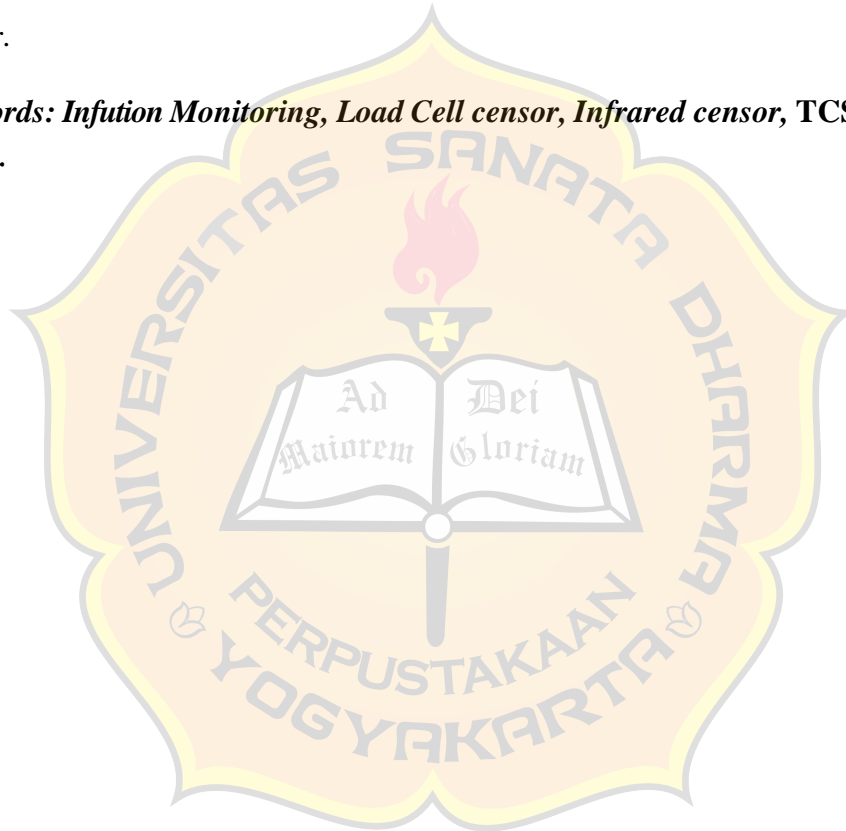 r.
ords: Infution Monitoring, Load Cell censor, Infrared censor, TCS
.
UNIVERSITAS SANATA DHARMA
Ad Dei
Maiorem Gloriam
PERPUSTAKAAN
YOGYAKARTA